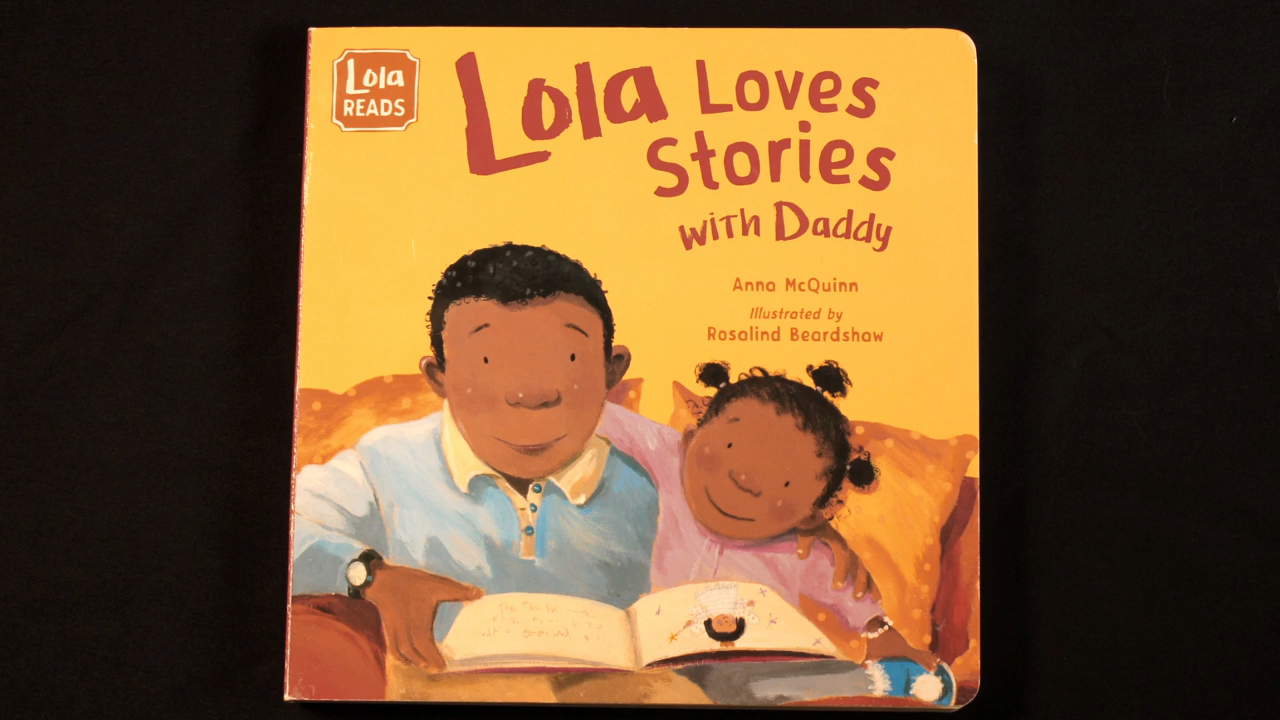 Lola
READS
Lola Loves
Stories
with Daddy
Anna McQuinn
Illustrated by
Rosalind Beardshaw